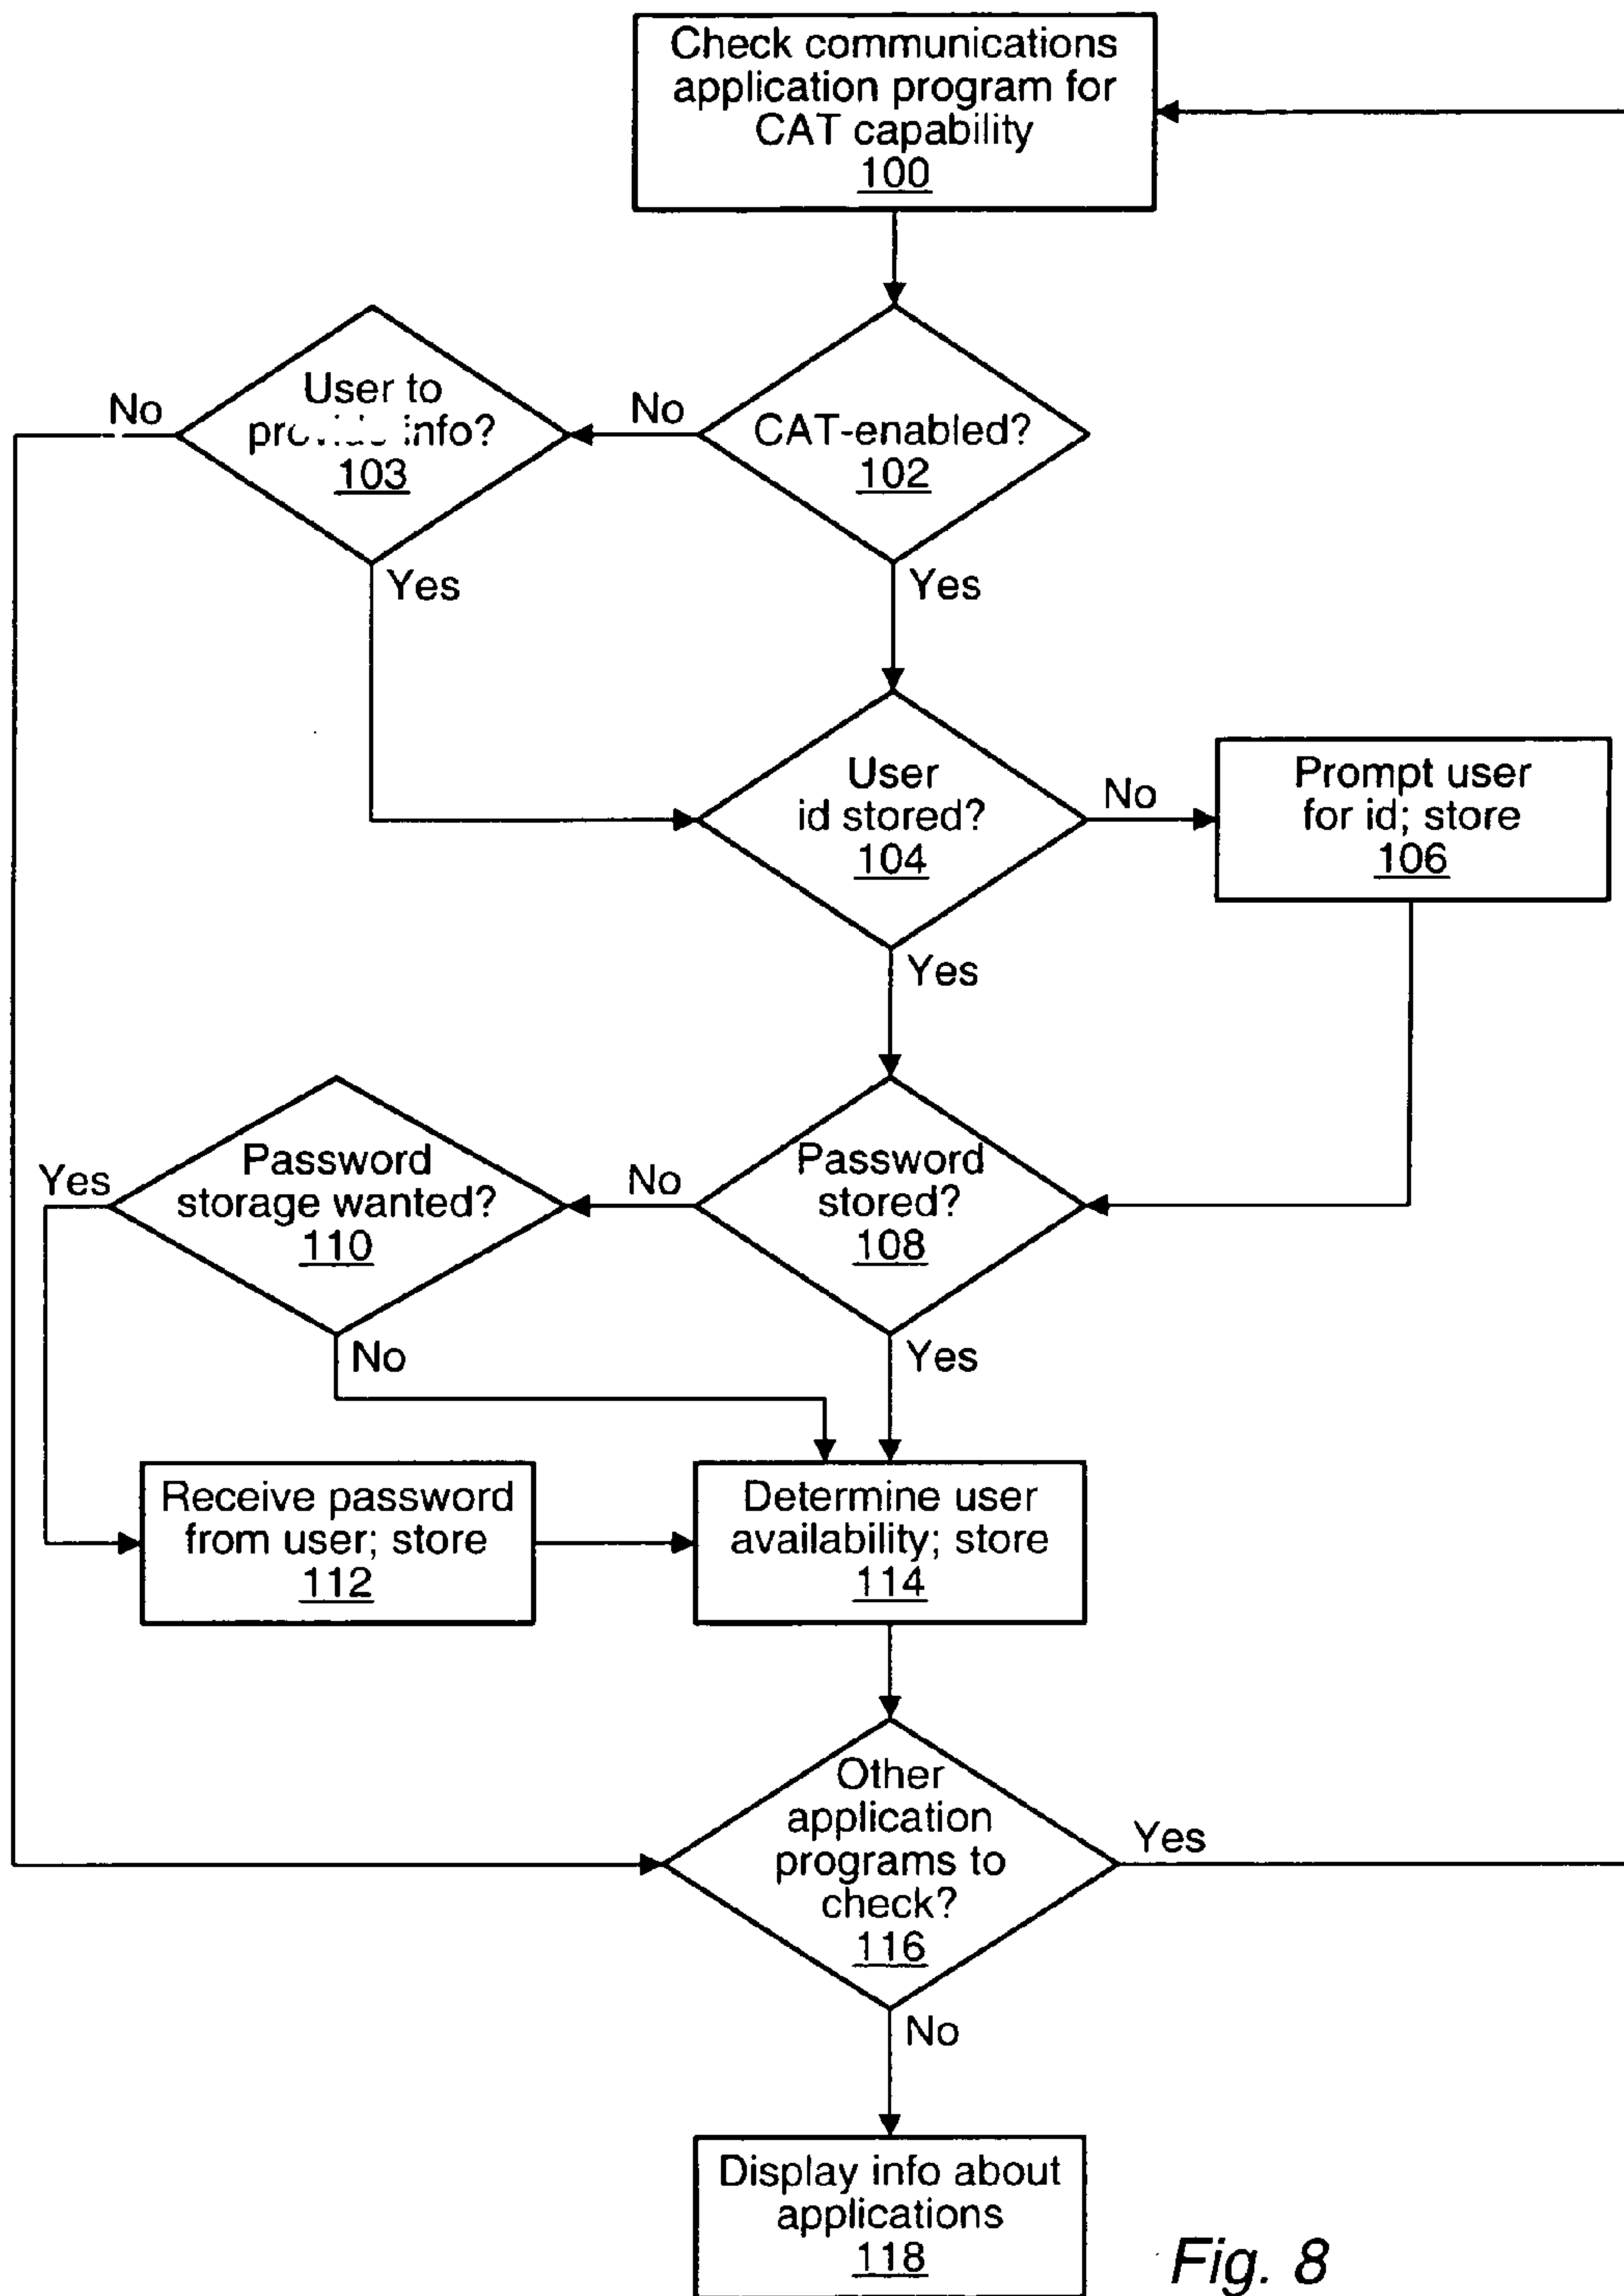 Check communications
application program for
CAT capability
100
User to
info?
103
No
No
CAT-enabled?
102
Yes
Yes
User
id stored?
104
No
Prompt user
for id; store
106
Yes
Password
storage wanted?
110
Yes
No
Password
stored?
108
No
Yes
Receive password
from user; store
112
Determine user
availability; store
114
Other
application
programs to
check?
116
Yes
No
Display info about
applications
118
Fig. 8